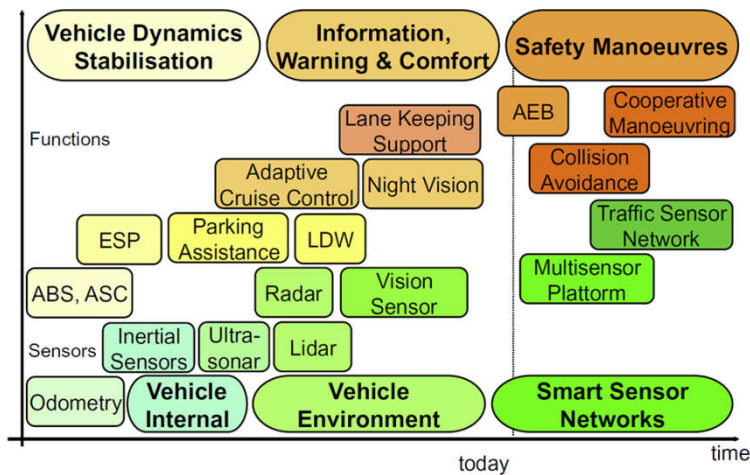 Vehicle Dynamics
Stabilisation
Information,
Warning & Comfort
Safety Manoeuvres
Functions
Lane Keeping
Support
AEB
Cooperative
Manoeuvring
Adaptive
Cruise Control
Night Vision
Collision
Avoidance
ESP
Parking
Assistance
LDW
Traffic Sensor
Network
ABS, ASC
Radar
Vision
Sensor
Multisensor
Plattorm
Sensors
Inertial
Sensors
Ultra-
sonar
Lidar
Odometry
Vehicle
Internal
Vehicle
Environment
Smart Sensor
Networks
today
time